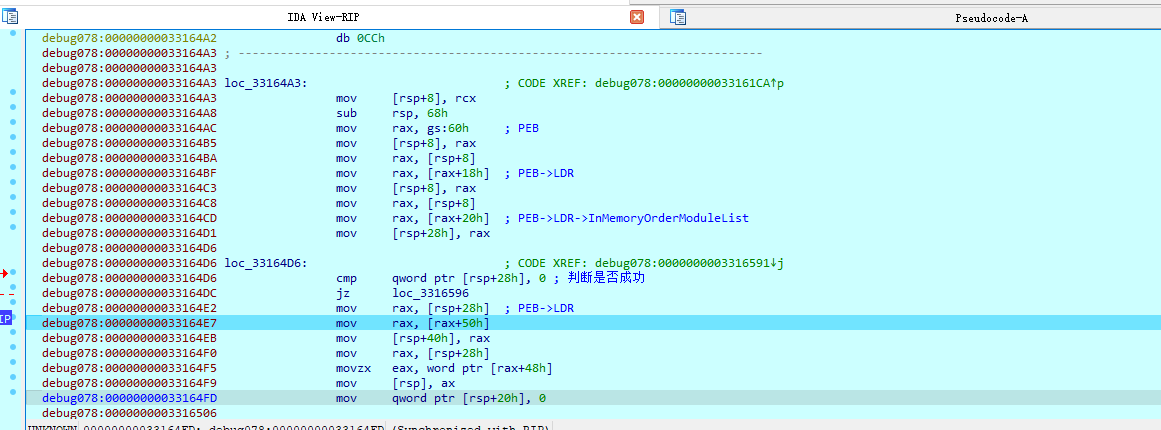 IDA View-RIP Pseudocode-A
debug078:00000000033164A2 db 0CCh
debug078:00000000033164A3 ; ---------------------------------------------------------------------------
debug078:00000000033164A3
debug078:00000000033164A3 loc_33164A3: ; CODE XREF: debug078:00000000033161CA↑p
debug078:00000000033164A3 mov [rsp+8], rcx
debug078:00000000033164A8 sub rsp, 68h
debug078:00000000033164AC mov rax, gs:60h ; PEB
debug078:00000000033164B5 mov [rsp+8], rax
debug078:00000000033164BA mov rax, [rsp+8]
debug078:00000000033164BF mov rax, [rax+18h] ; PEB->LDR
debug078:00000000033164C3 mov [rsp+8], rax
debug078:00000000033164C8 mov rax, [rsp+8]
debug078:00000000033164CD mov rax, [rax+20h] ; PEB->LDR->InMemoryOrderModuleList
debug078:00000000033164D1 mov [rsp+28h], rax
debug078:00000000033164D6
debug078:00000000033164D6 loc_33164D6: ; CODE XREF: debug078:0000000003316591↓j
debug078:00000000033164D6 cmp qword ptr [rsp+28h], 0 ; 判断是否成功
debug078:00000000033164DC jz loc_3316596
debug078:00000000033164E2 mov rax, [rsp+28h] ; PEB->LDR
IP debug078:00000000033164E7 mov rax, [rax+50h]
debug078:00000000033164EB mov [rsp+40h], rax
debug078:00000000033164F0 mov rax, [rsp+28h]
debug078:00000000033164F5 movzx eax, word ptr [rax+48h]
debug078:00000000033164F9 mov [rsp], ax
debug078:00000000033164FD mov qword ptr [rsp+20h], 0
debug078:0000000003316506
UNKNOWN 00000000033164FD: debug078:00000000033164FD (Synchronized with RIP)